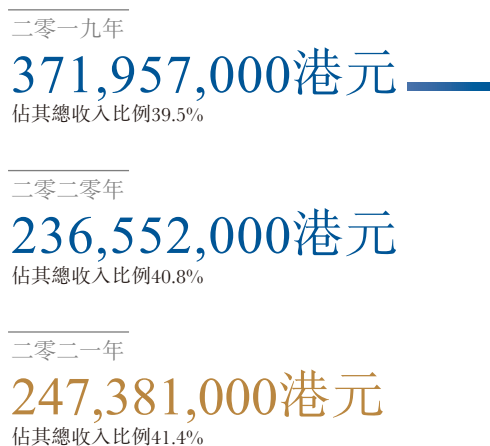 二零一九年
371,957,000港元
佔其總收入比例39.5%
二零二零年
236,552,000港元
佔其總收入比例40.8%
二零二一年
247,381,000港元
佔其總收入比例41.4%